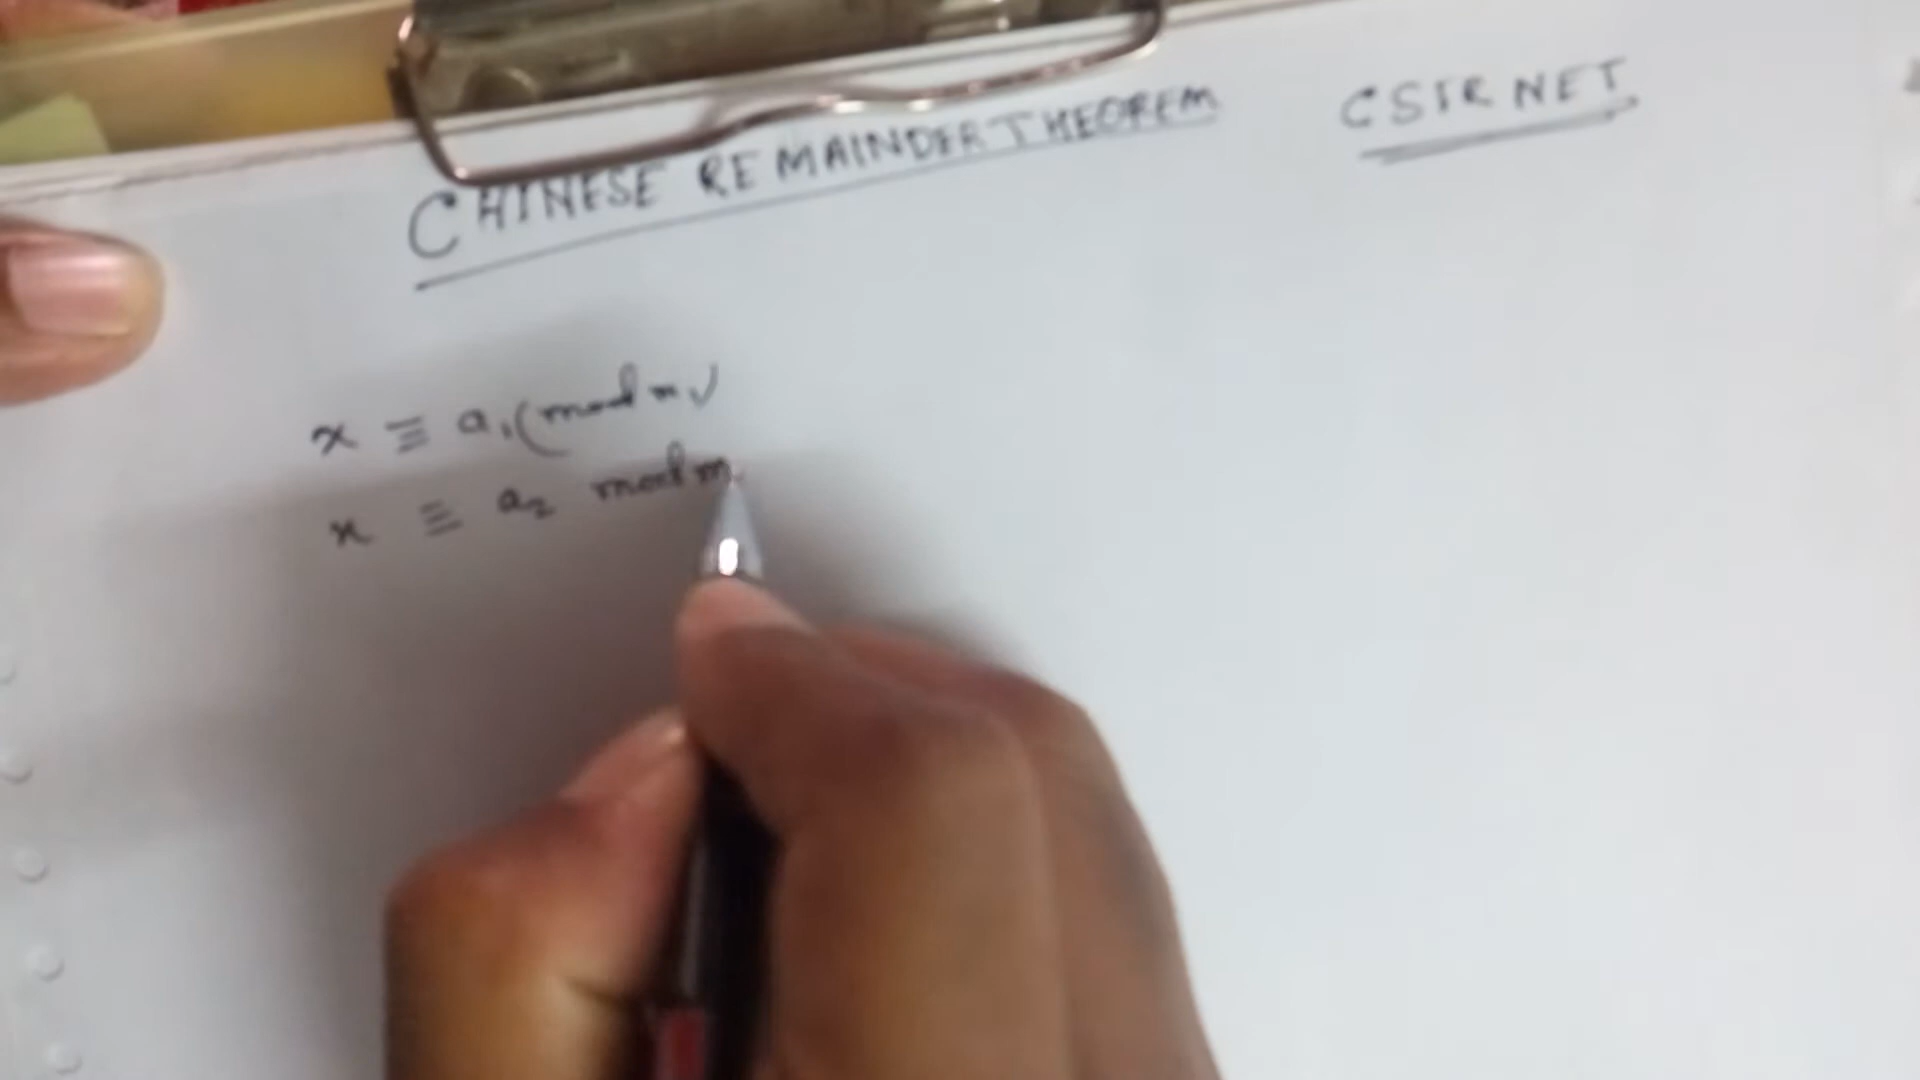 CHINESE REMAINDER THEOREM
CSIR NET
x ≡ a₁ (mod m₁)
x ≡ a₂ mod m